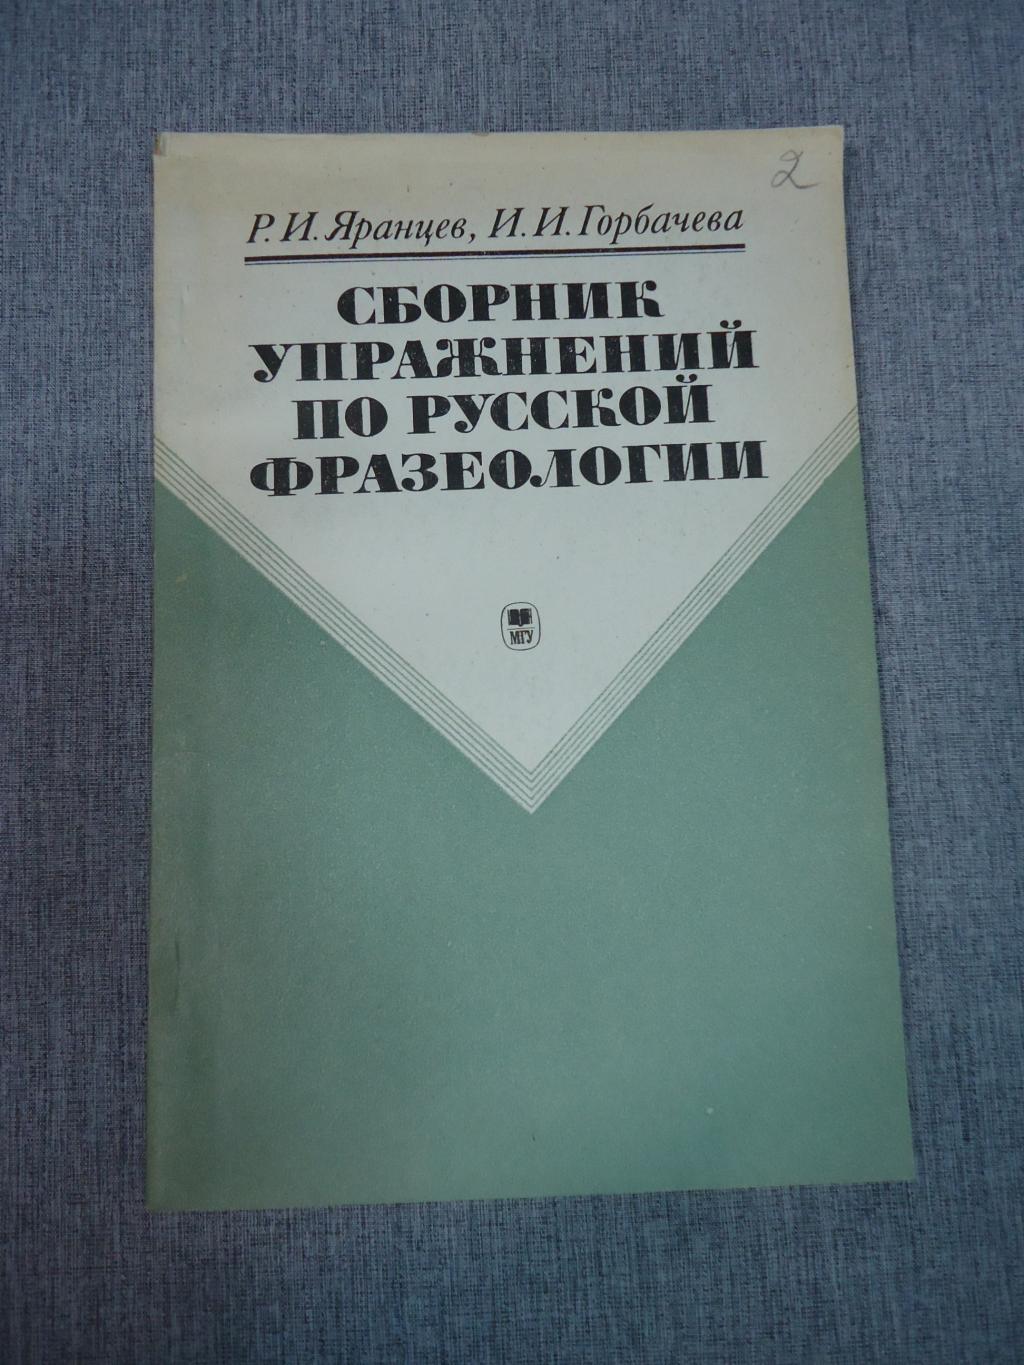 2
Р. И. Яранцев, И. И. Горбачева
СБОРНИК
УПРАЖНЕНИЙ
ПО РУССКОЙ
ФРАЗЕОЛОГИИ
МГУ